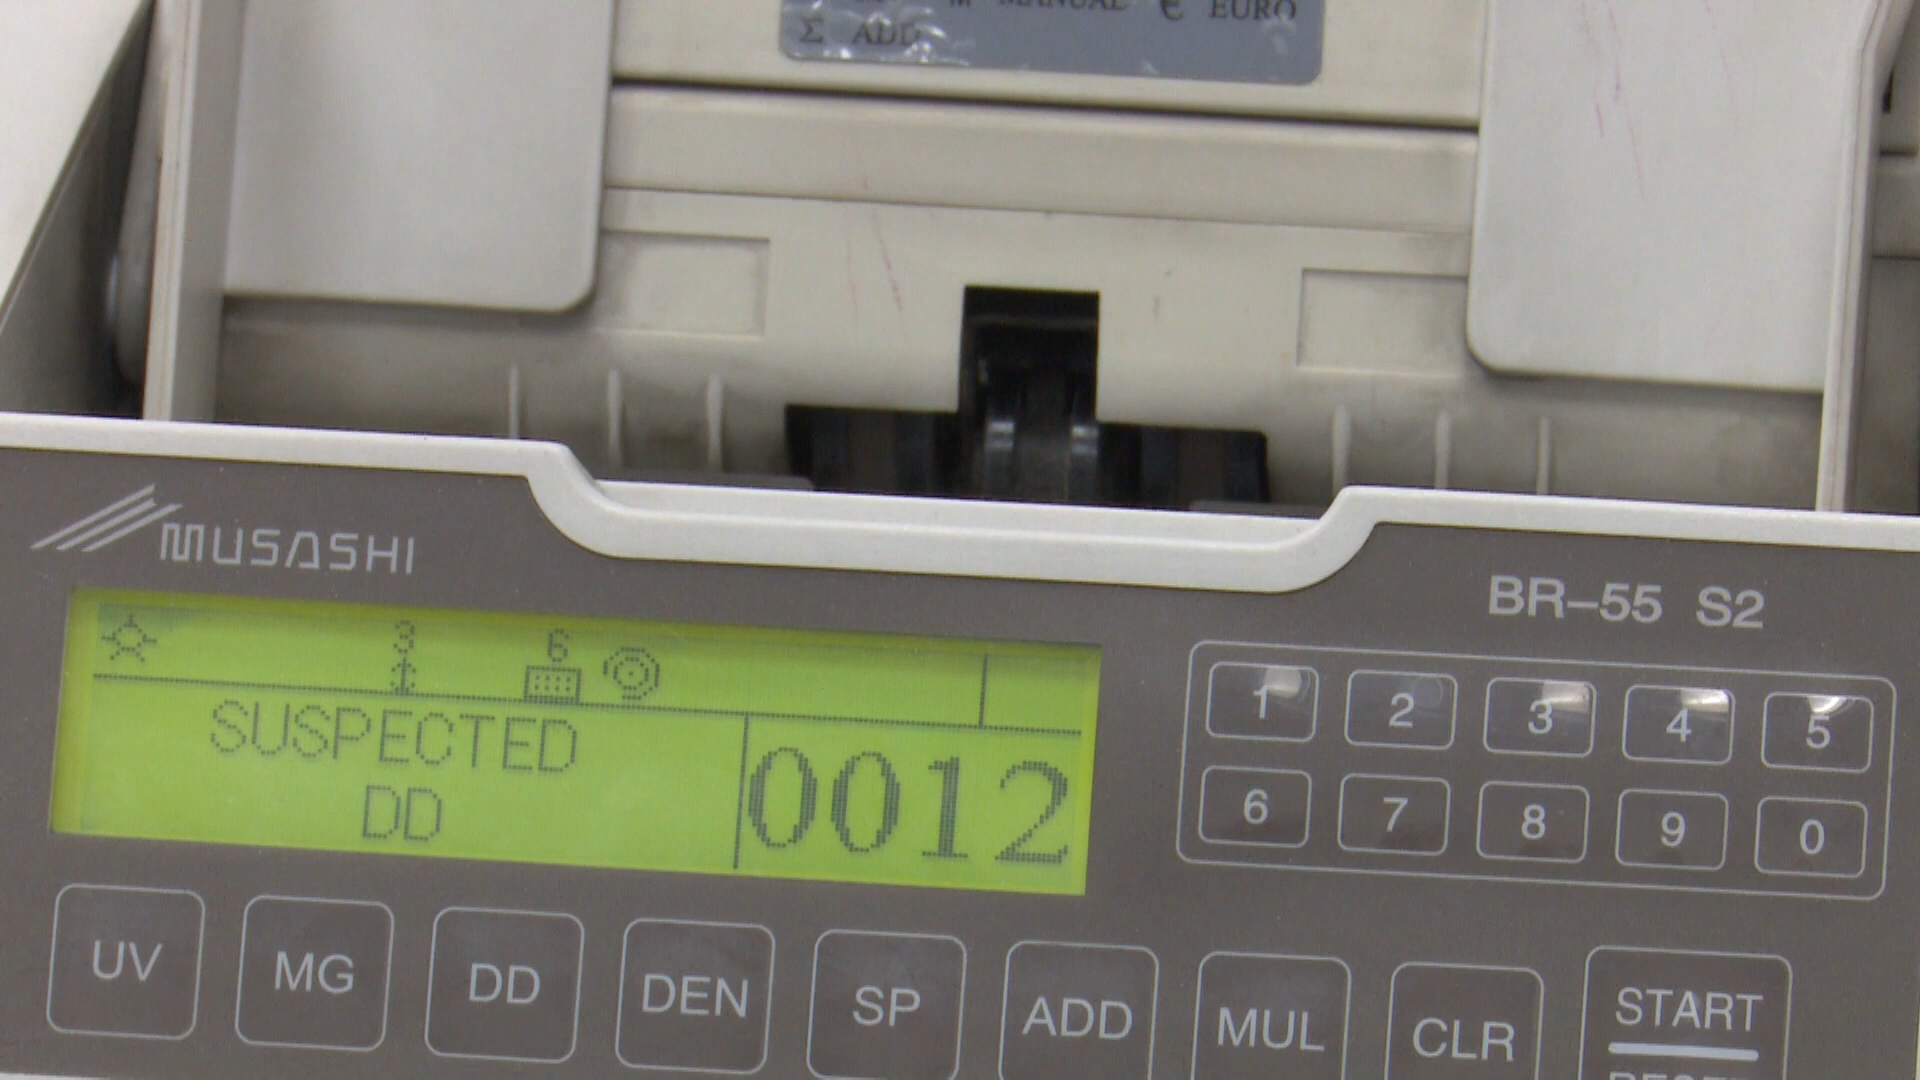 M MANUAL € EURO
Σ ADD
MUSASHI
BR-55 S2
3 6
SUSPECTED
DD
0012
1 2 3 4 5
6 7 8 9 0
UV MG DD DEN SP ADD MUL CLR START